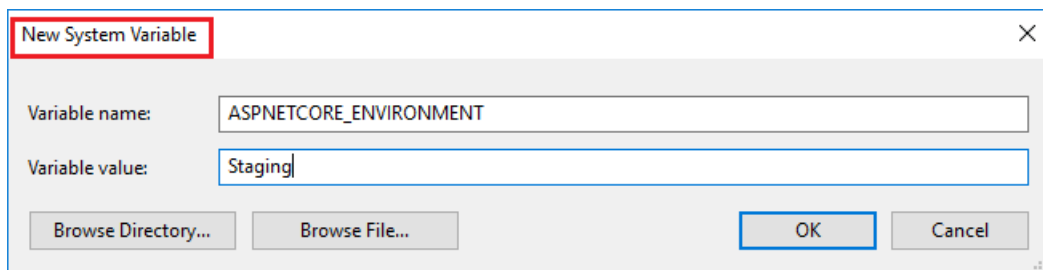 New System Variable
Variable name: ASPNETCORE_ENVIRONMENT
Variable value: Staging
Browse Directory... Browse File... OK Cancel